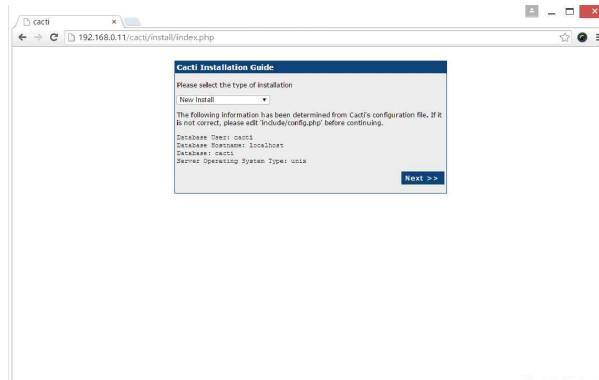 cacti
192.168.0.11/cacti/install/index.php
Cacti Installation Guide
Please select the type of installation
New Install
The following information has been determined from Cacti's configuration file. If it
is not correct, please edit 'include/config.php' before continuing.
Database User: cacti
Database Hostname: localhost
Database: cacti
Server Operating System Type: unix
Next >>